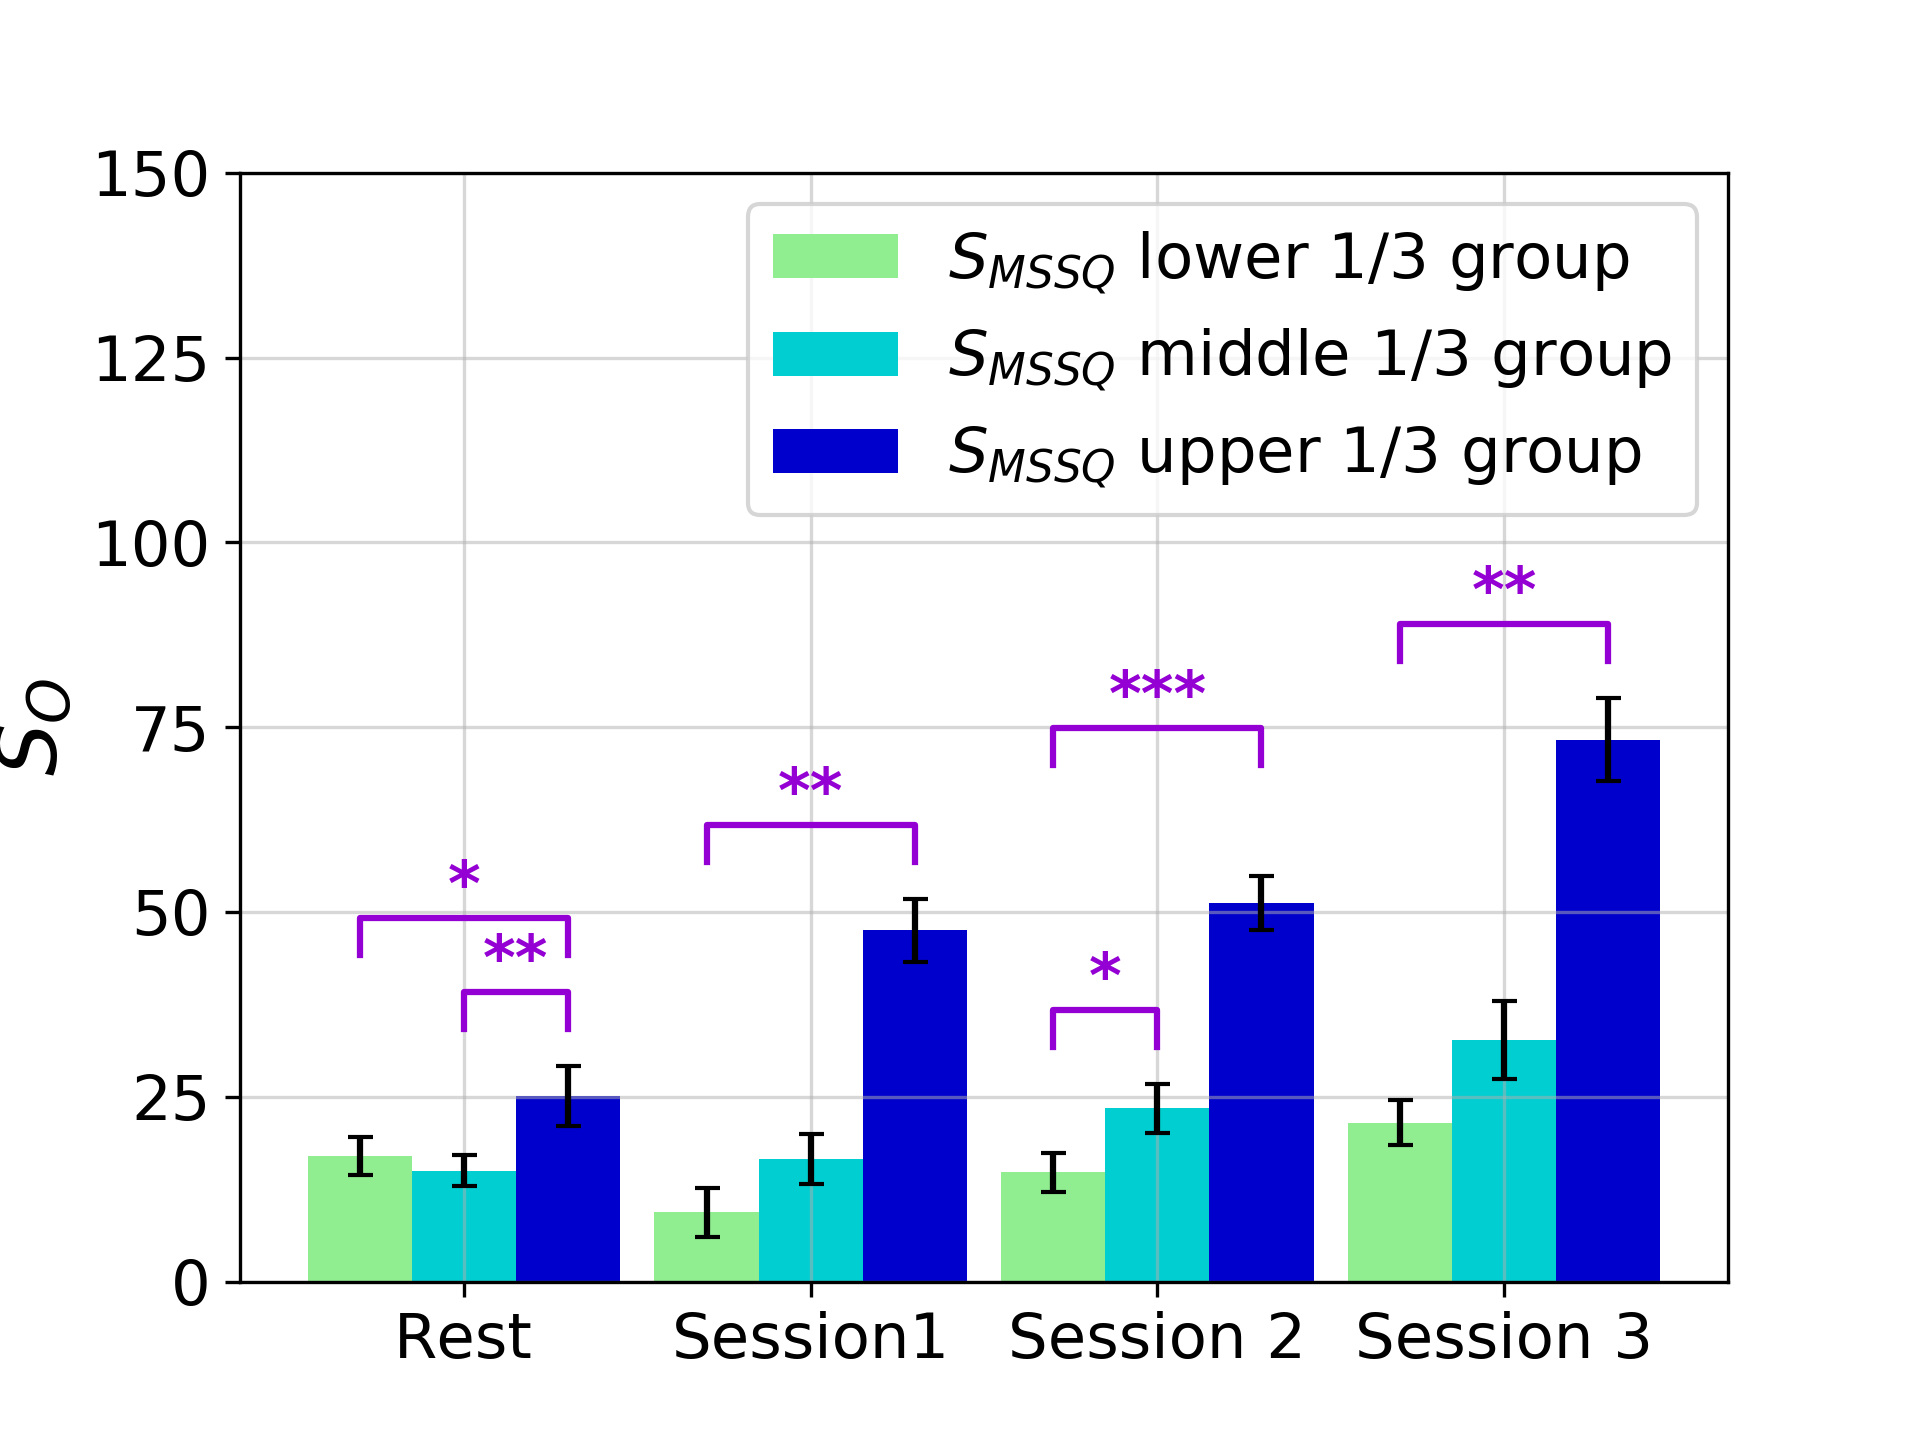 150
125
100
75
50
25
0
S_O
S_MSSQ lower 1/3 group
S_MSSQ middle 1/3 group
S_MSSQ upper 1/3 group
**
***
**
*
**
*
Rest Session1 Session 2 Session 3